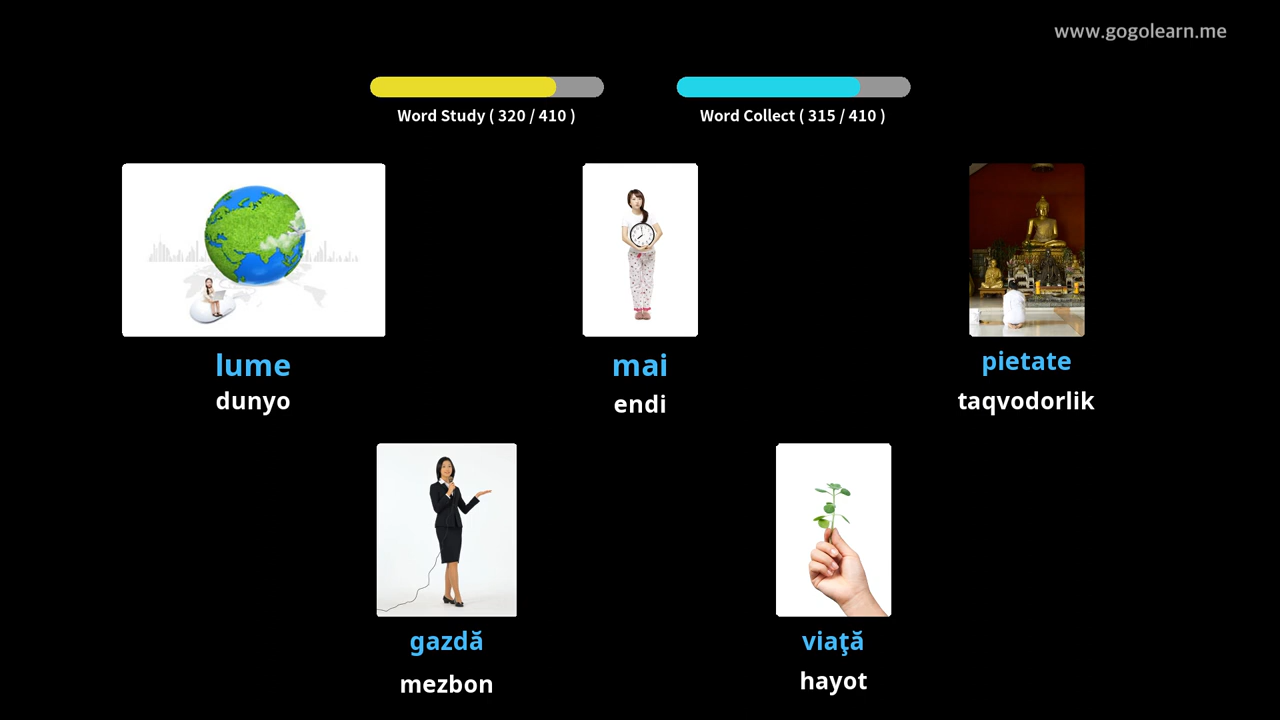 www.gogolearn.me
Word Study ( 320 / 410 )
Word Collect ( 315 / 410 )
lume
dunyo
mai
endi
pietate
taqvodorlik
gazdă
mezbon
viaţă
hayot